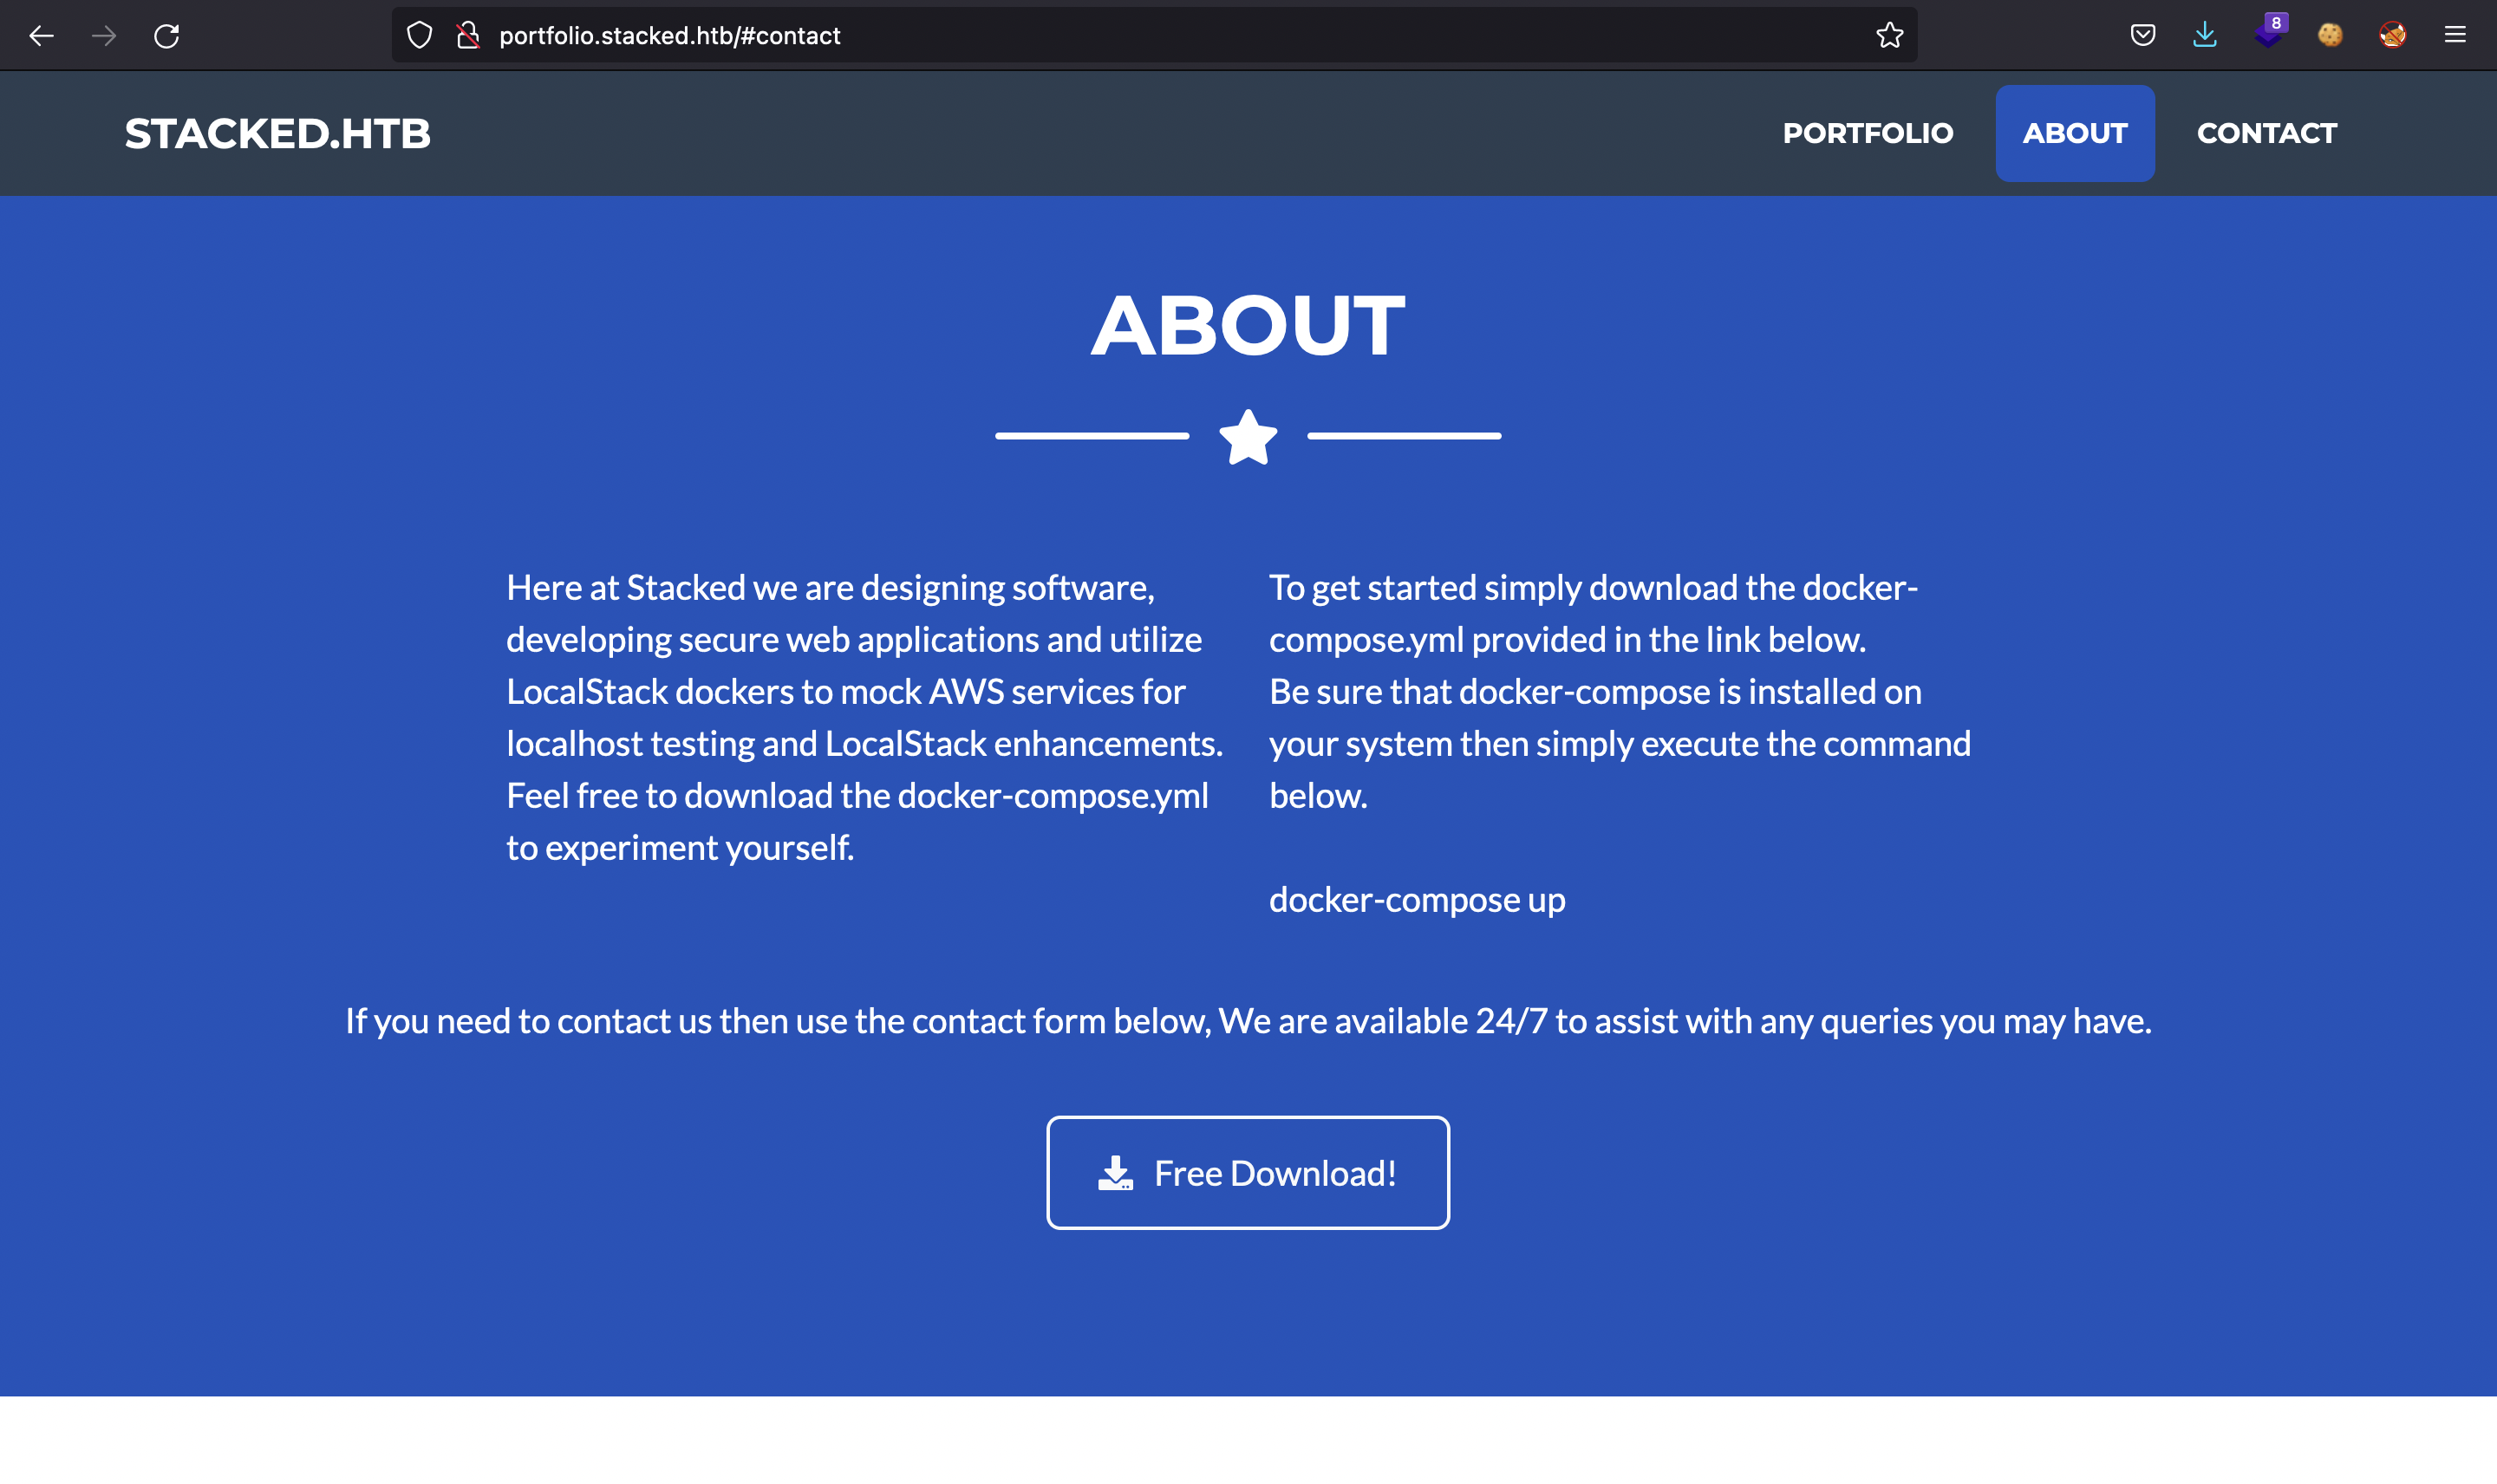 8
portfolio.stacked.htb/#contact
STACKED.HTB
PORTFOLIO
ABOUT
CONTACT
ABOUT
Here at Stacked we are designing software,
developing secure web applications and utilize
LocalStack dockers to mock AWS services for
localhost testing and LocalStack enhancements.
Feel free to download the docker-compose.yml
to experiment yourself.
To get started simply download the docker-
compose.yml provided in the link below.
Be sure that docker-compose is installed on
your system then simply execute the command
below.
docker-compose up
If you need to contact us then use the contact form below, We are available 24/7 to assist with any queries you may have.
Free Download!